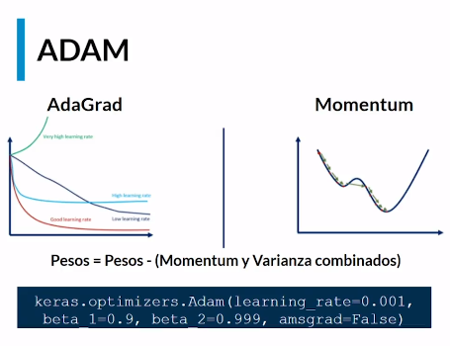 ADAM
AdaGrad
Momentum
Very high learning rate
High learning rate
Low learning rate
Good learning rate
Pesos = Pesos - (Momentum y Varianza combinados)
keras.optimizers.Adam(learning_rate=0.001,
beta_1=0.9, beta_2=0.999, amsgrad=False)